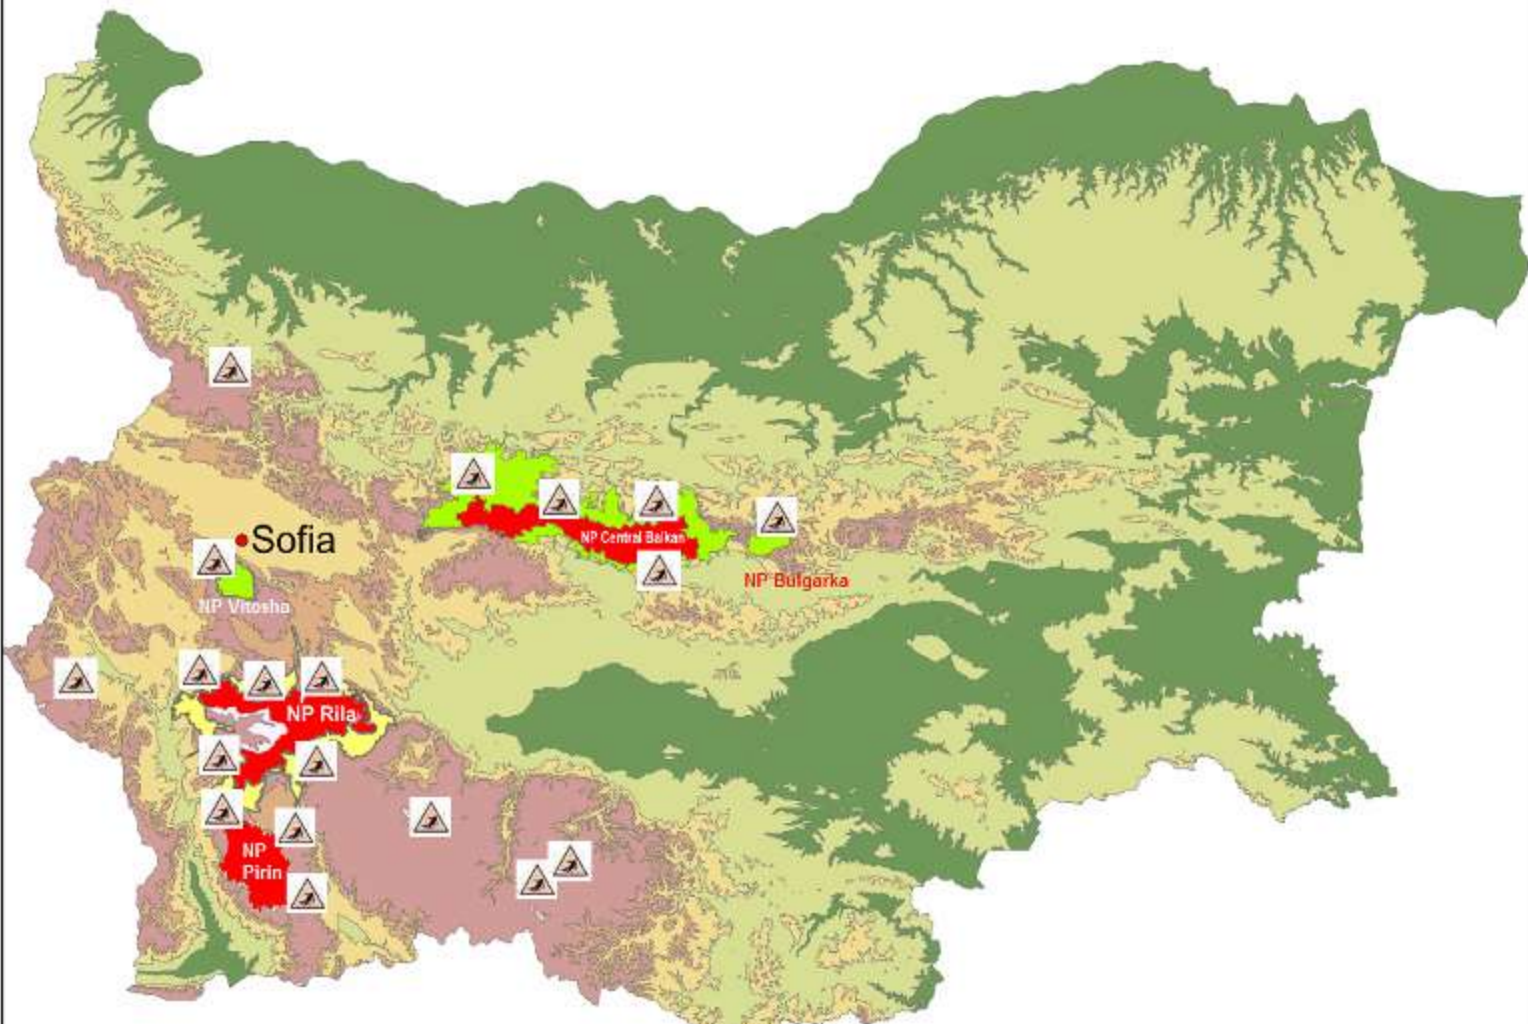 Sofia
NP Central Balkan
NP Bulgarka
NP Vitosha
NP Rila
NP
Pirin